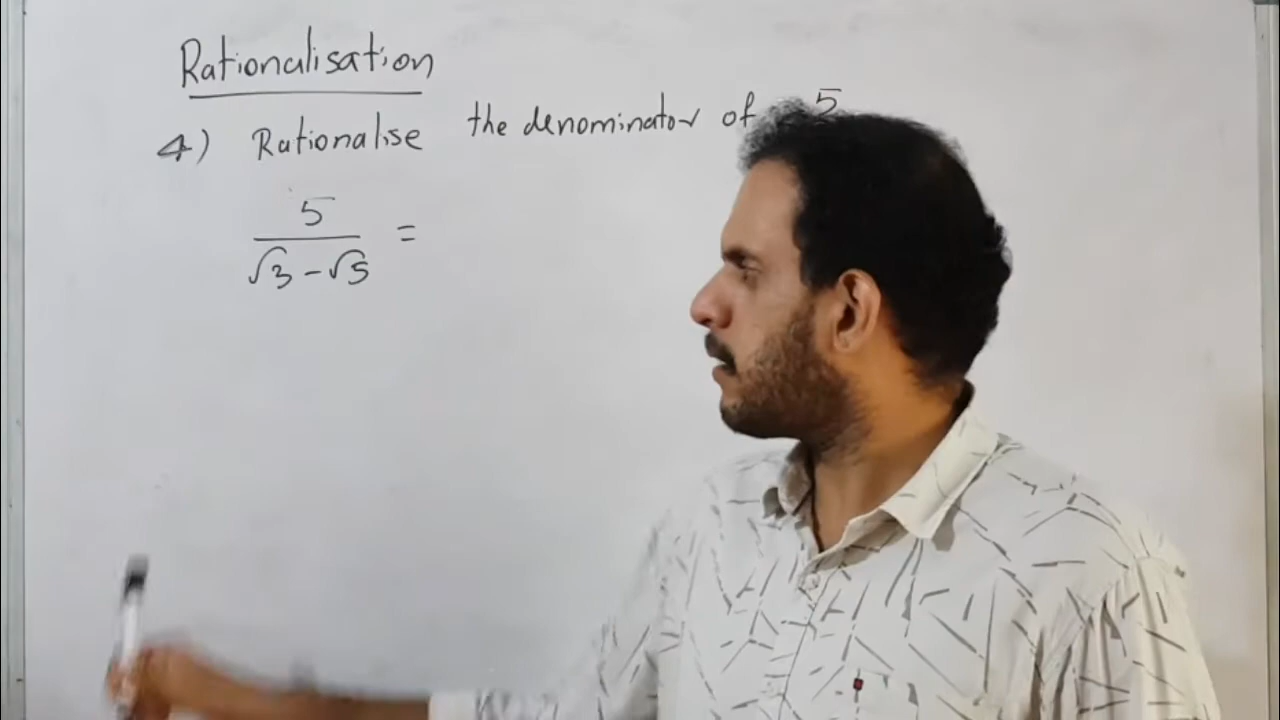 Rationalisation
4) Rationalise the denominator of 5
5
√3 - √5 =